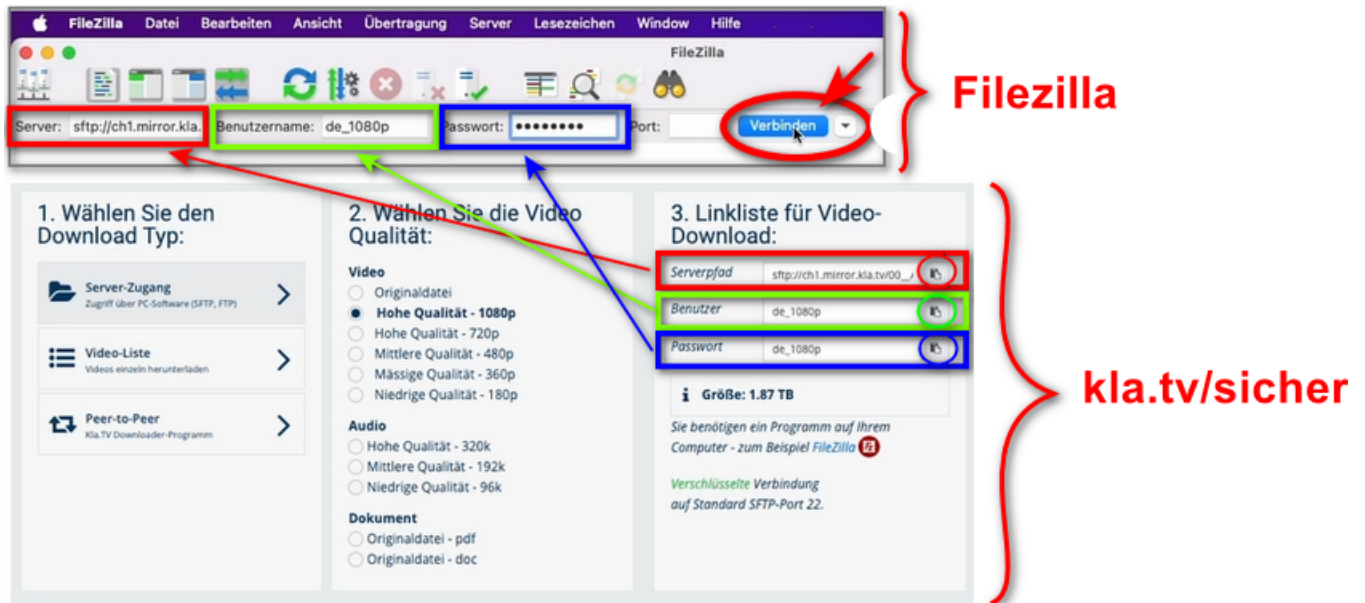 FileZilla Datei Bearbeiten Ansicht Übertragung Server Lesezeichen Window Hilfe
FileZilla
Server: sftp://ch1.mirror.kla. Benutzername: de_1080p Passwort: •••••••• Port: Verbinden
Filezilla
1. Wählen Sie den
Download Typ:
Server-Zugang
Zugriff über PC-Software (SFTP, FTP)
Video-Liste
Videos einzeln herunterladen
Peer-to-Peer
Kla.TV Downloader-Programm
2. Wählen Sie die Video
Qualität:
Video
Originaldatei
Hohe Qualität - 1080p
Hohe Qualität - 720p
Mittlere Qualität - 480p
Mässige Qualität - 360p
Niedrige Qualität - 180p
Audio
Hohe Qualität - 320k
Mittlere Qualität - 192k
Niedrige Qualität - 96k
Dokument
Originaldatei - pdf
Originaldatei - doc
3. Linkliste für Video-
Download:
Serverpfad sftp://ch1.mirror.kla.tv/00__/
Benutzer de_1080p
Passwort de_1080p
i Größe: 1.87 TB
Sie benötigen ein Programm auf Ihrem
Computer - zum Beispiel FileZilla Fz
Verschlüsselte Verbindung
auf Standard SFTP-Port 22.
kla.tv/sicher